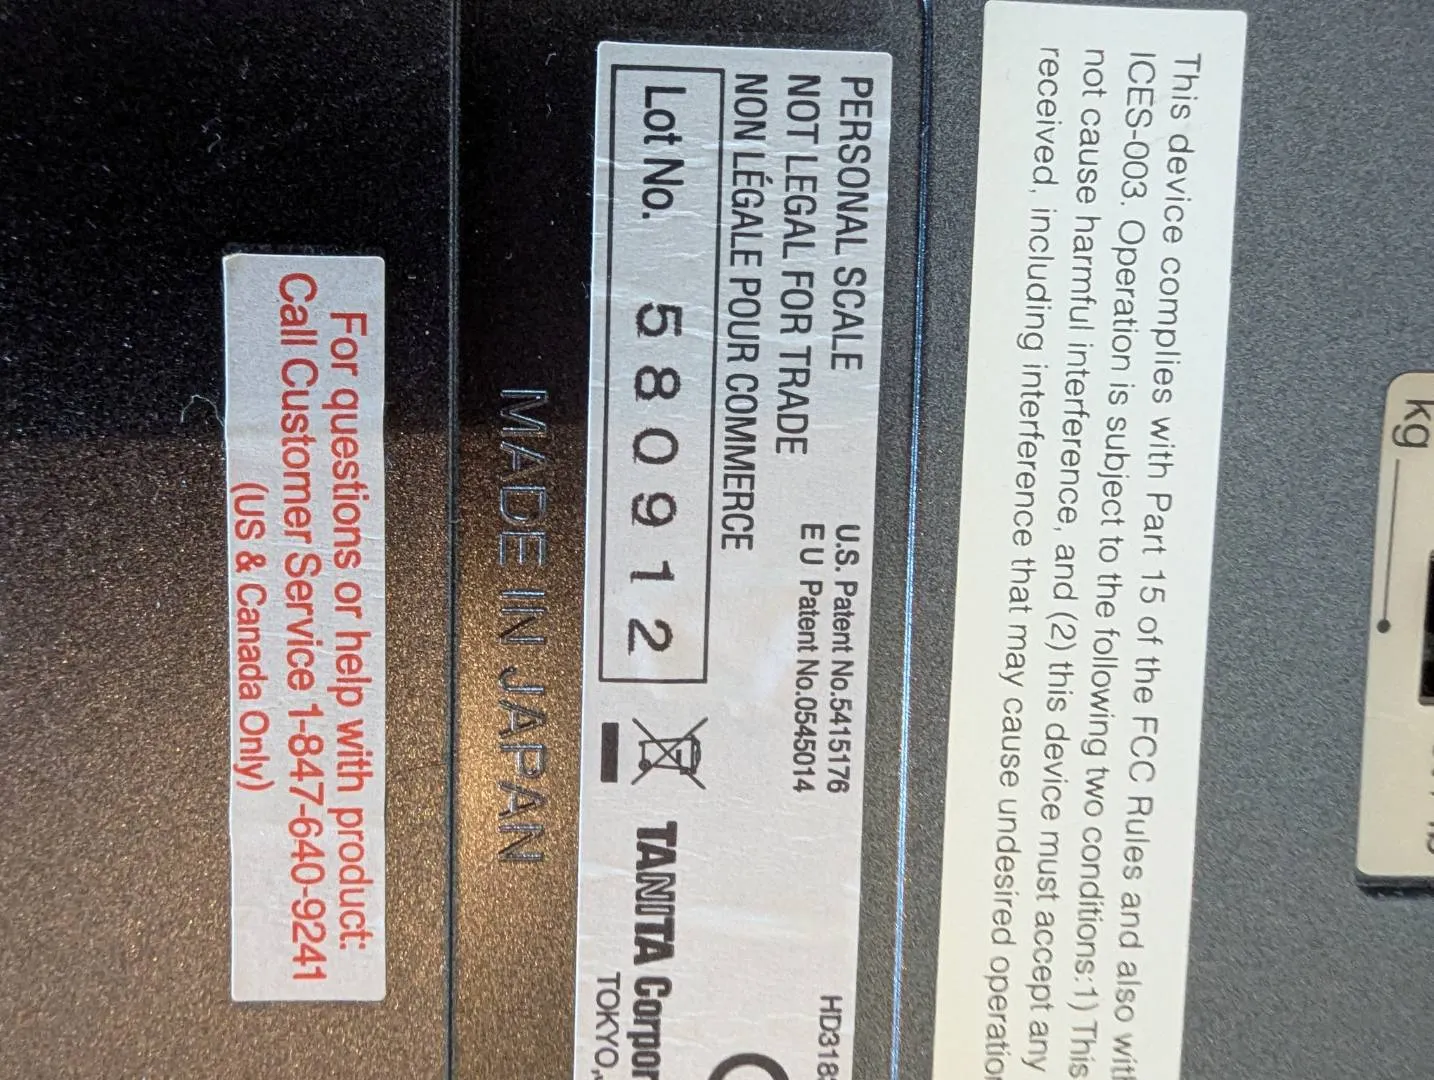 This device complies with Part 15 of the FCC Rules and also with
ICES-003. Operation is subject to the following two conditions:1) This
not cause harmful interference, and (2) this device must accept any
received, including interference that may cause undesired
kg
PERSONAL SCALE
NOT LEGAL FOR TRADE
NON LÉGALE POUR COMMERCE
U.S. Patent No.5415176
EU Patent No.0545014
Lot No. 580912
TANITA
TOKYO,
MADE IN JAPAN
For questions or help with product:
Call Customer Service 1-847-640-9241
(US & Canada Only)